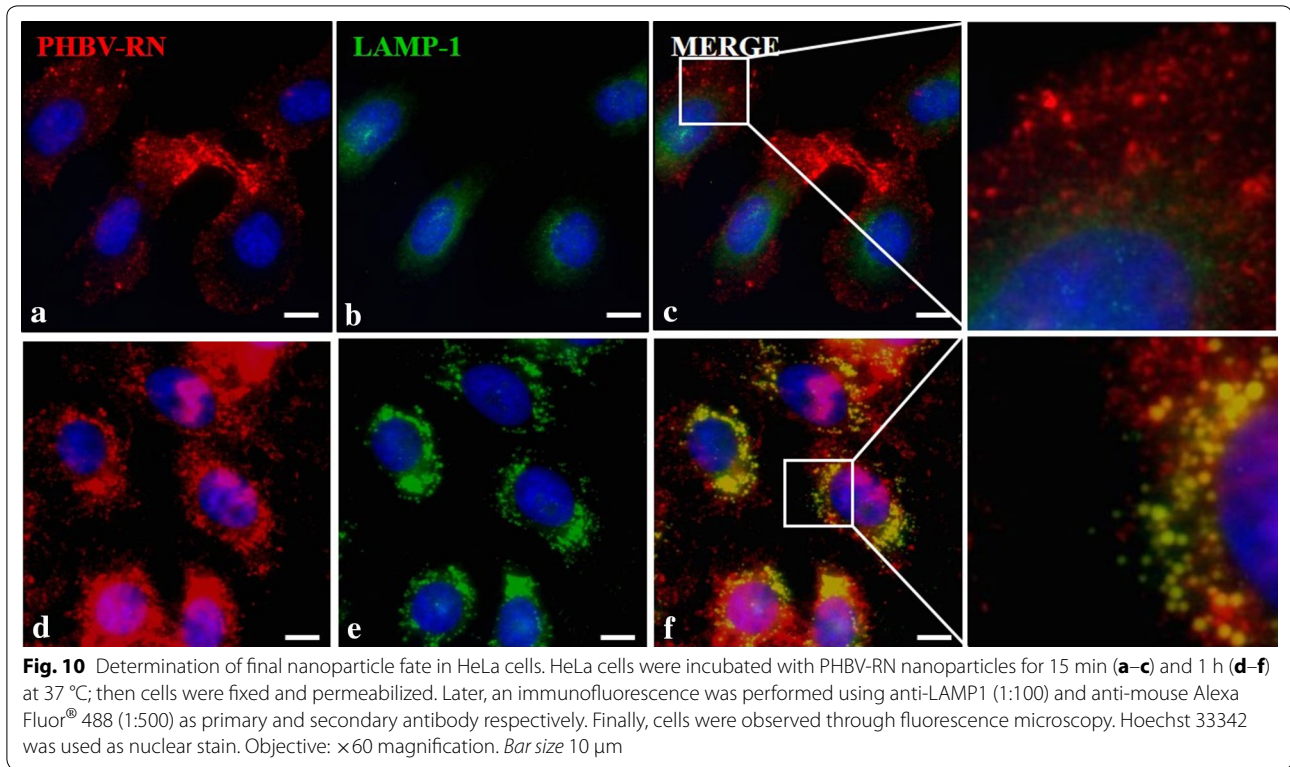 PHBV-RN
LAMP-1
MERGE
a
b
c
d
e
f
Fig. 10 Determination of final nanoparticle fate in HeLa cells. HeLa cells were incubated with PHBV-RN nanoparticles for 15 min (a–c) and 1 h (d–f)
at 37 °C; then cells were fixed and permeabilized. Later, an immunofluorescence was performed using anti-LAMP1 (1:100) and anti-mouse Alexa
Fluor® 488 (1:500) as primary and secondary antibody respectively. Finally, cells were observed through fluorescence microscopy. Hoechst 33342
was used as nuclear stain. Objective: ×60 magnification. Bar size 10 μm